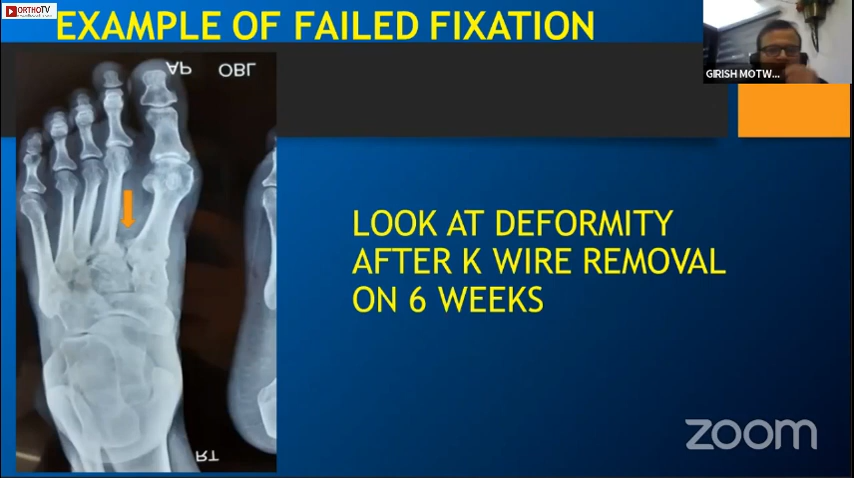 ORTHOTV
EXAMPLE OF FAILED FIXATION
GIRISH MOTW...
AP OBL
LOOK AT DEFORMITY
AFTER K WIRE REMOVAL
ON 6 WEEKS
RT
zoom